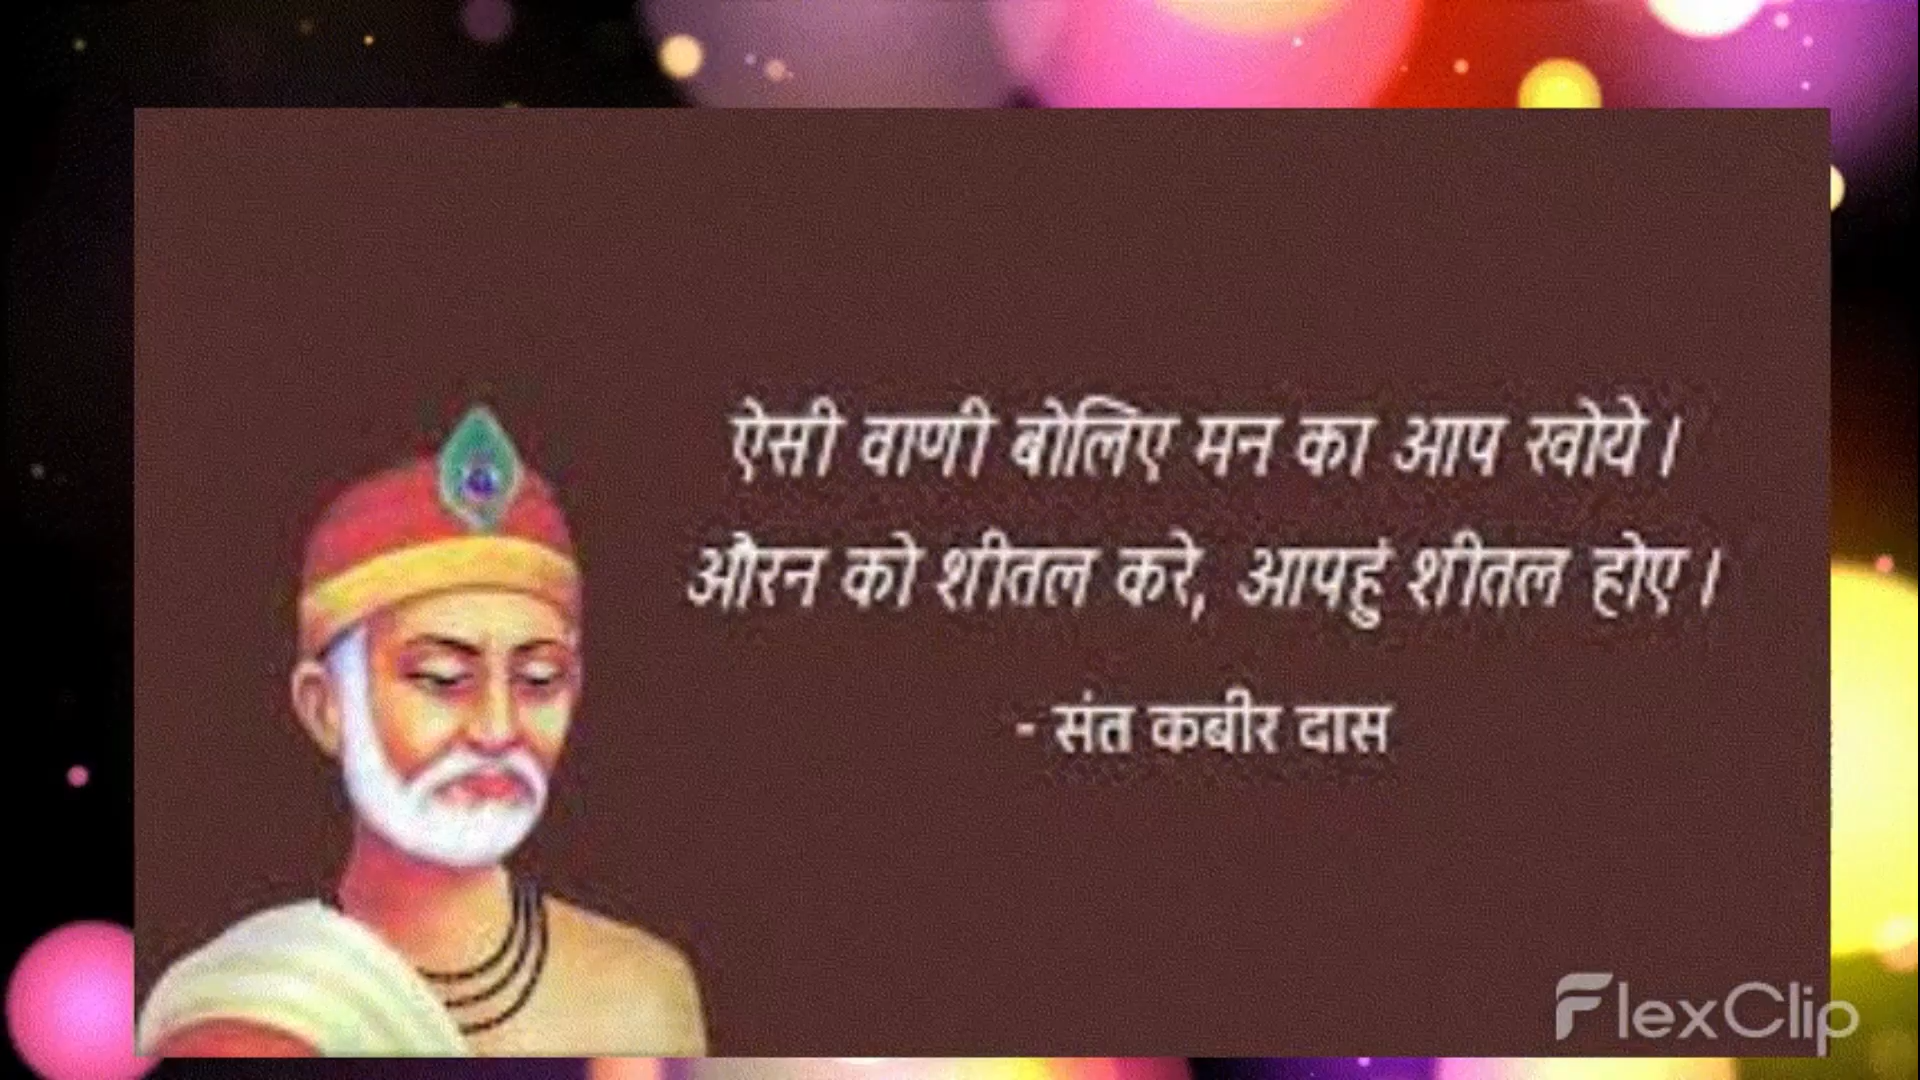 ऐसी वाणी बोलिए मन का आप खोये।
औरन को शीतल करे, आपहुं शीतल होए।
- संत कबीर दास
FlexClip